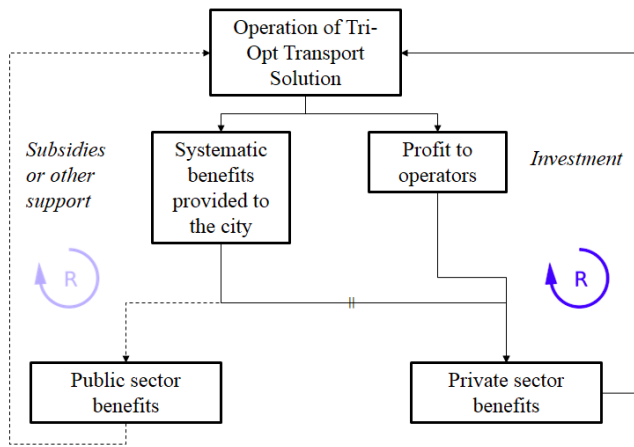 Operation of Tri-
Opt Transport
Solution
Subsidies
or other
support
Systematic
benefits
provided to
the city
Profit to
operators
Investment
R
R
Public sector
benefits
Private sector
benefits